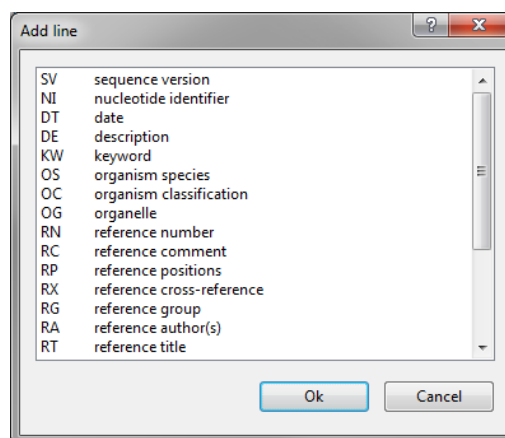 Add line
SV sequence version
NI nucleotide identifier
DT date
DE description
KW keyword
OS organism species
OC organism classification
OG organelle
RN reference number
RC reference comment
RP reference positions
RX reference cross-reference
RG reference group
RA reference author(s)
RT reference title
Ok Cancel